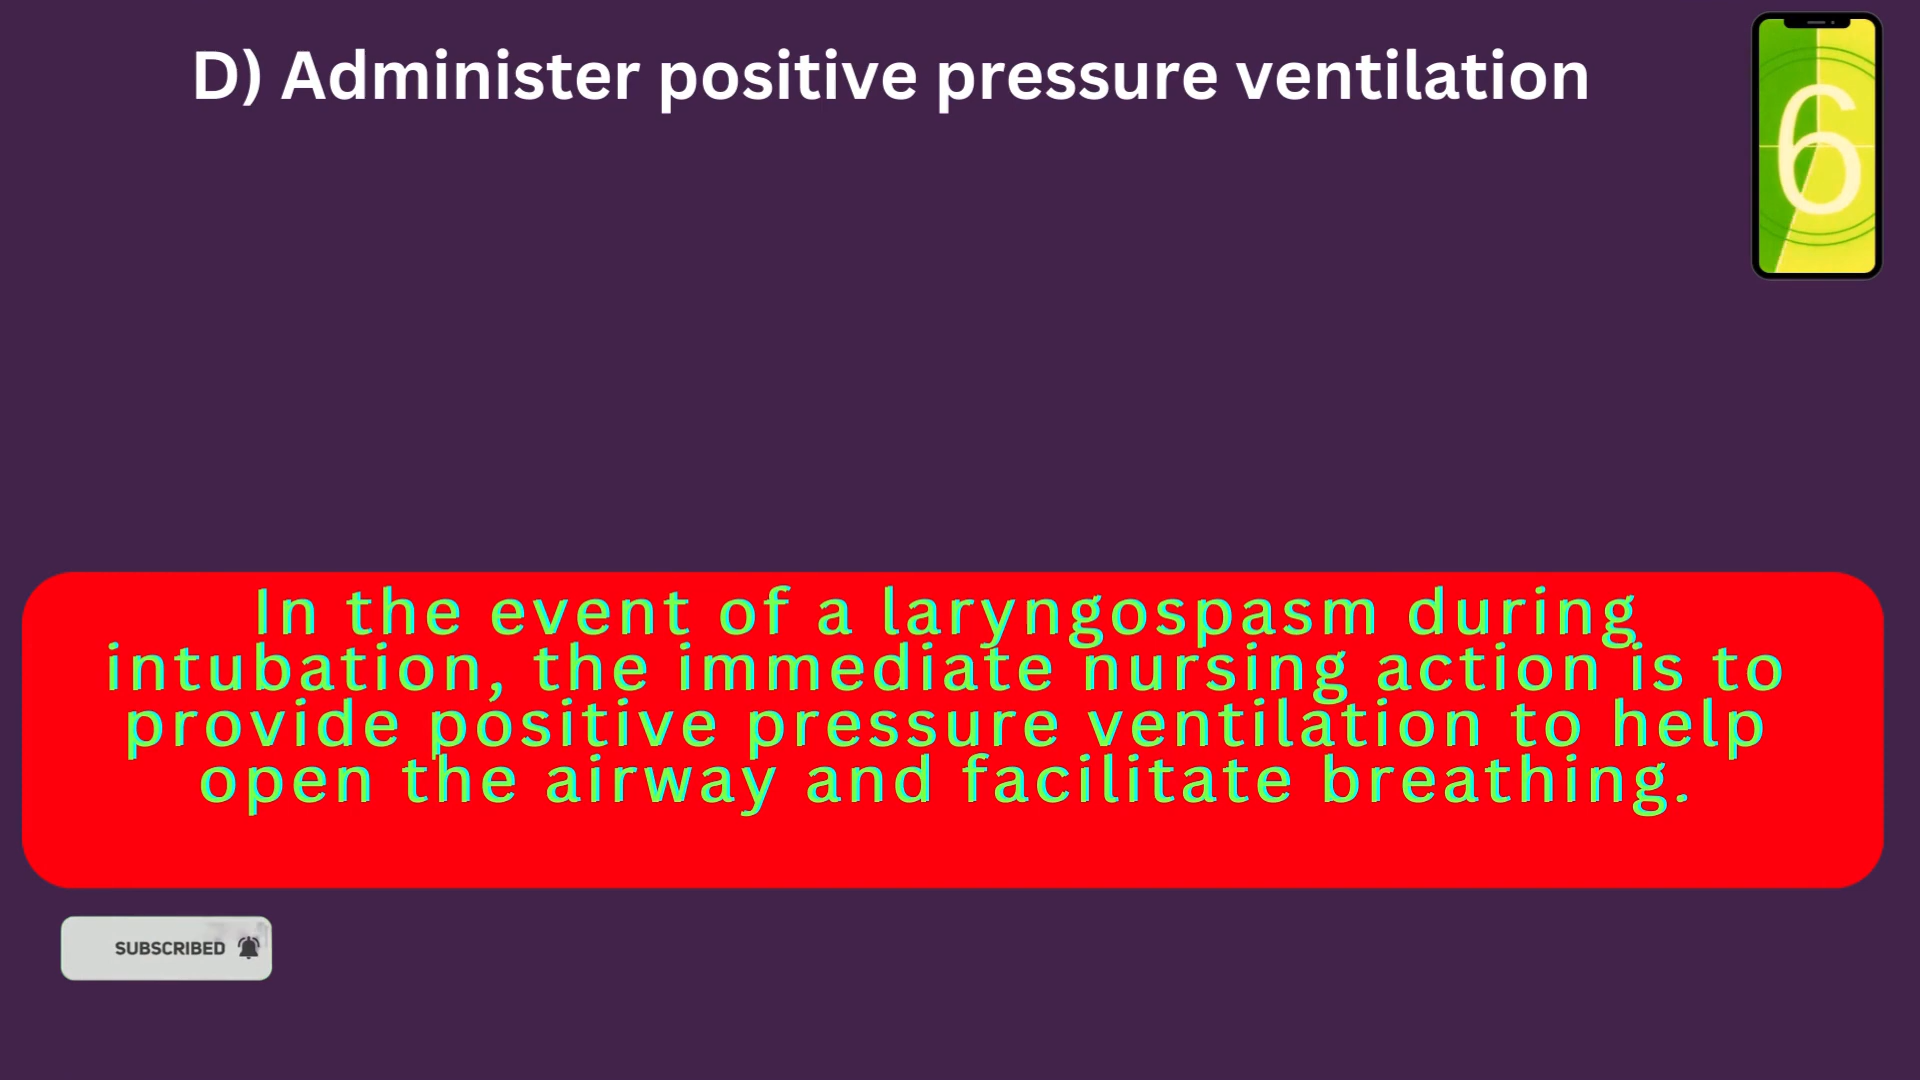 D) Administer positive pressure ventilation
6
In the event of a laryngospasm during
intubation, the immediate nursing action is to
provide positive pressure ventilation to help
open the airway and facilitate breathing.
SUBSCRIBED